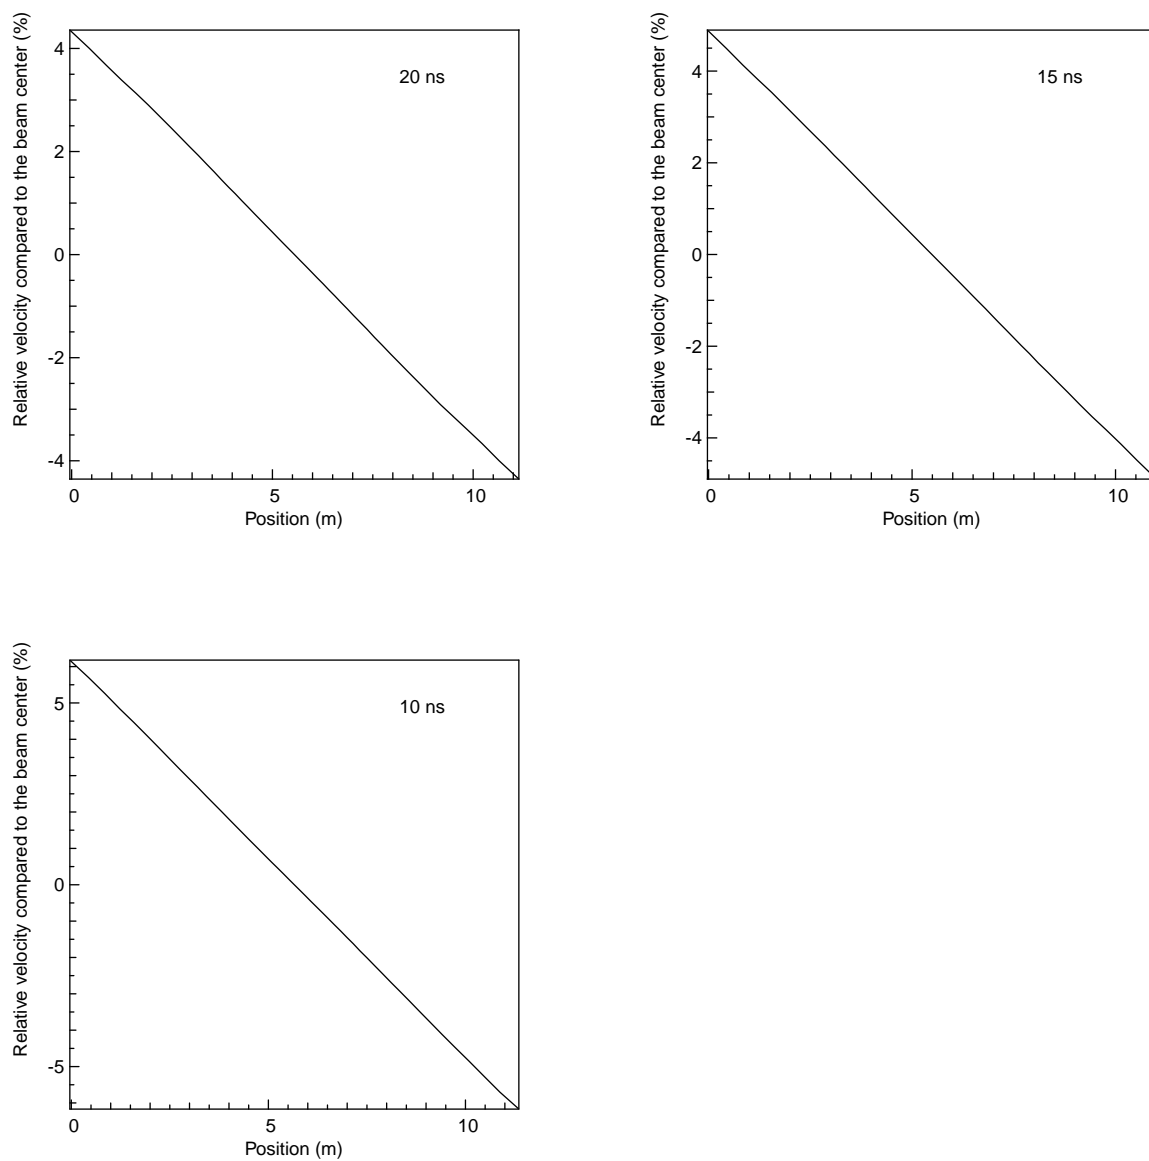 Relative velocity compared to the beam center (%)
4
2
0
-2
-4
20 ns
0
5
10
Position (m)
Relative velocity compared to the beam center (%)
4
2
0
-2
-4
15 ns
0
5
10
Position (m)
Relative velocity compared to the beam center (%)
5
0
-5
10 ns
0
5
10
Position (m)